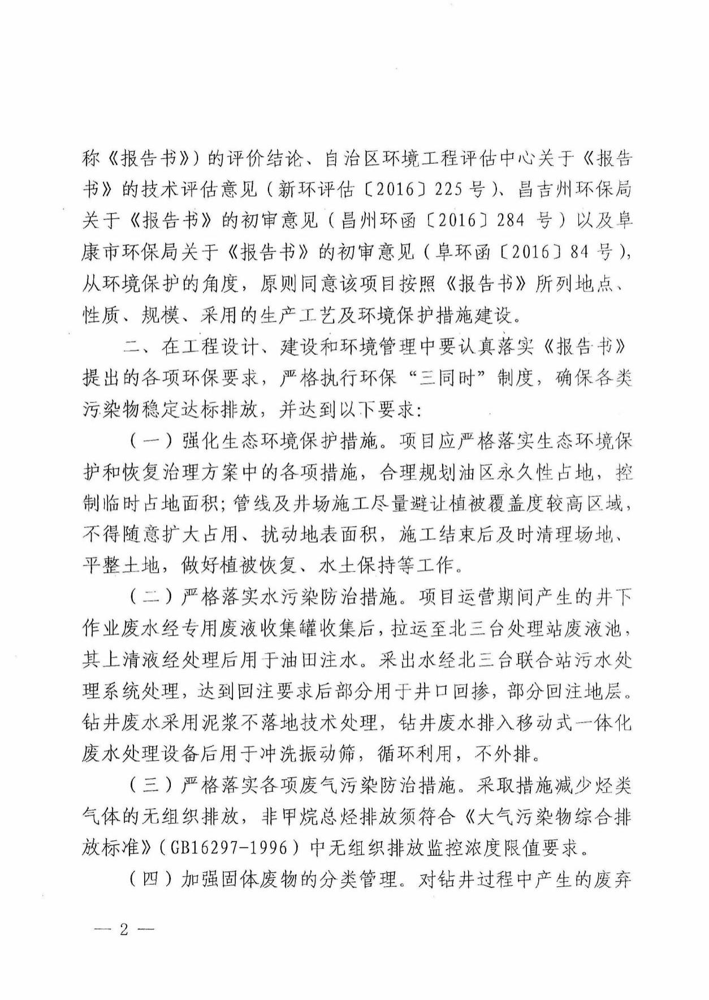 称《报告书》)的评价结论、自治区环境工程评估中心关于《报告
书》的技术评估意见(新环评估〔2016〕225号)、昌吉州环保局
关于《报告书》的初审意见(昌州环函〔2016〕284 号)以及阜
康市环保局关于《报告书》的初审意见(阜环函〔2016〕84号),
从环境保护的角度,原则同意该项目按照《报告书》所列地点、
性质、规模、采用的生产工艺及环境保护措施建设。
二、在工程设计、建设和环境管理中要认真落实《报告书》
提出的各项环保要求,严格执行环保“三同时”制度,确保各类
污染物稳定达标排放,并达到以下要求:
(一)强化生态环境保护措施。项目应严格落实生态环境保
护和恢复治理方案中的各项措施,合理规划油区永久性占地,控
制临时占地面积;管线及井场施工尽量避让植被覆盖度较高区域,
不得随意扩大占用、扰动地表面积,施工结束后及时清理场地、
平整土地,做好植被恢复、水土保持等工作。
(二)严格落实水污染防治措施。项目运营期间产生的井下
作业废水经专用废液收集罐收集后,拉运至北三台处理站废液池,
其上清液经处理后用于油田注水。采出水经北三台联合站污水处
理系统处理,达到回注要求后部分用于井口回掺,部分回注地层。
钻井废水采用泥浆不落地技术处理,钻井废水排入移动式一体化
废水处理设备后用于冲洗振动筛,循环利用,不外排。
(三)严格落实各项废气污染防治措施。采取措施减少烃类
气体的无组织排放,非甲烷总烃排放须符合《大气污染物综合排
放标准》(GB16297-1996)中无组织排放监控浓度限值要求。
(四)加强固体废物的分类管理。对钻井过程中产生的废弃
— 2 —